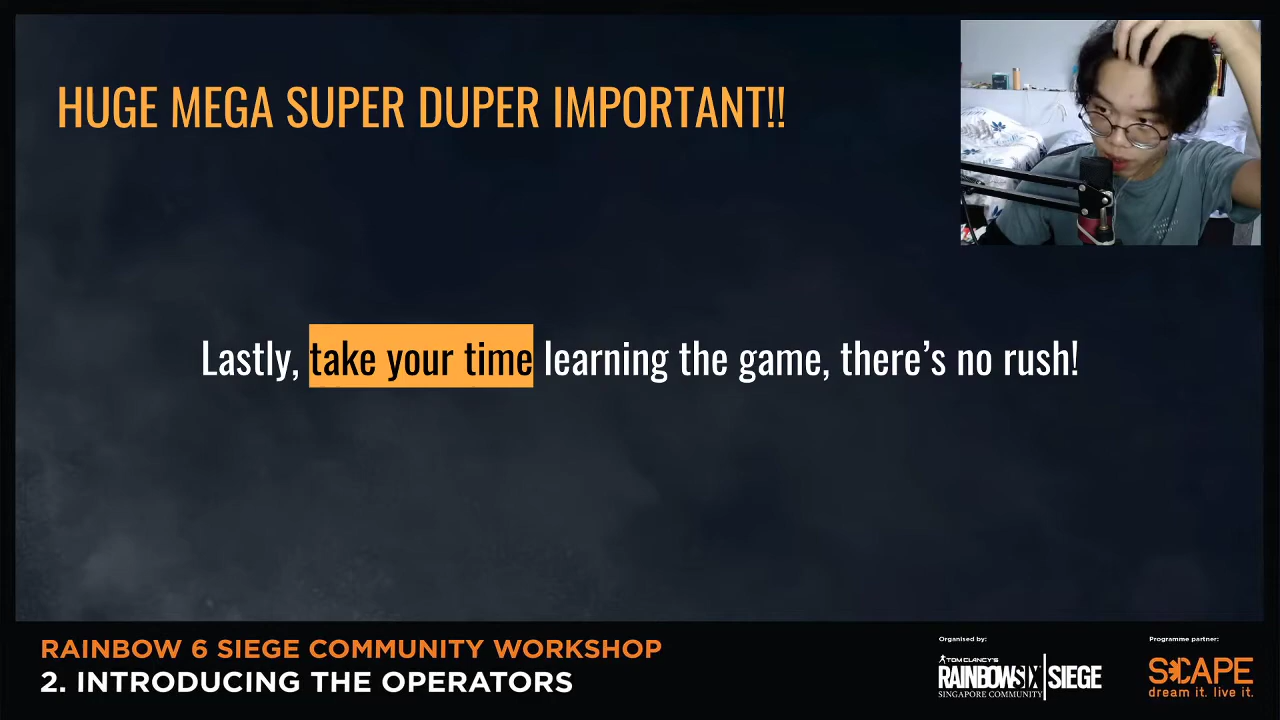 HUGE MEGA SUPER DUPER IMPORTANT!!
Lastly, take your time learning the game, there's no rush!
RAINBOW 6 SIEGE COMMUNITY WORKSHOP
2. INTRODUCING THE OPERATORS
Organised by:
TOM CLANCY'S
RAINBOWSIX SIEGE
SINGAPORE COMMUNITY
Programme partner:
SCAPE
dream it. live it.